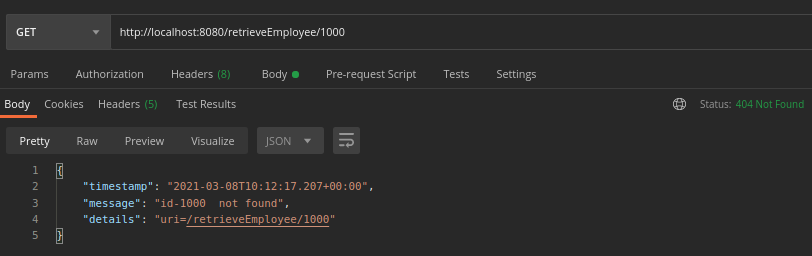 GET http://localhost:8080/retrieveEmployee/1000
Params Authorization Headers (8) Body Pre-request Script Tests Settings
Body Cookies Headers (5) Test Results Status: 404 Not Found
Pretty Raw Preview Visualize JSON
1 {
2 "timestamp": "2021-03-08T10:12:17.207+00:00",
3 "message": "id-1000  not found",
4 "details": "uri=/retrieveEmployee/1000"
5 }